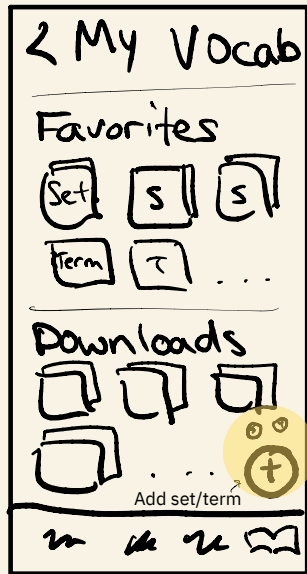 < My Vocab
Favorites
Set S S
Term T ...
Downloads
... +
Add set/term